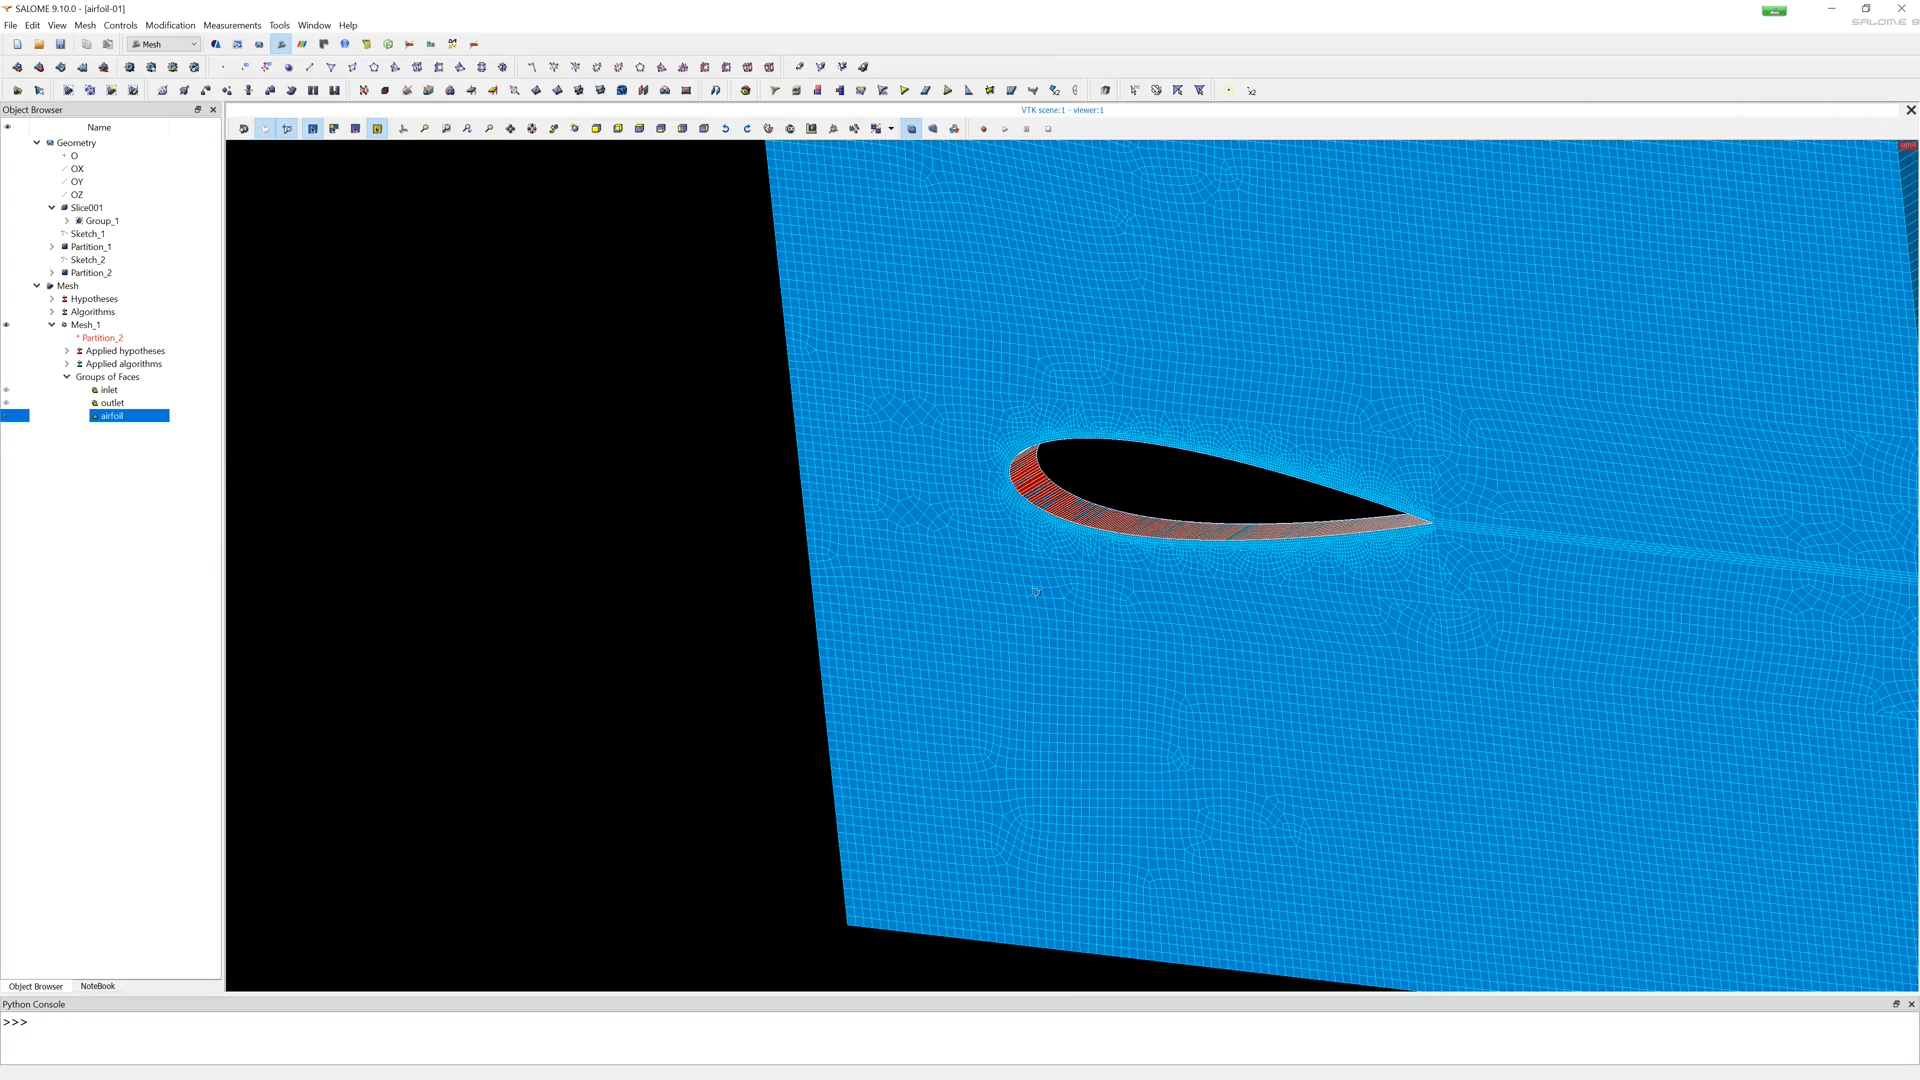 SALOME 9.10.0 - [airfoil-01]
File Edit View Mesh Controls Modification Measurements Tools Window Help
SALOME 9
Mesh
Object Browser
VTK scene:1 - viewer:1
Name
Geometry
O
OX
OY
OZ
Slice001
Group_1
Sketch_1
Partition_1
Sketch_2
Partition_2
Mesh
Hypotheses
Algorithms
Mesh_1
* Partition_2
Applied hypotheses
Applied algorithms
Groups of Faces
inlet
outlet
airfoil
Object Browser NoteBook
Python Console
>>>